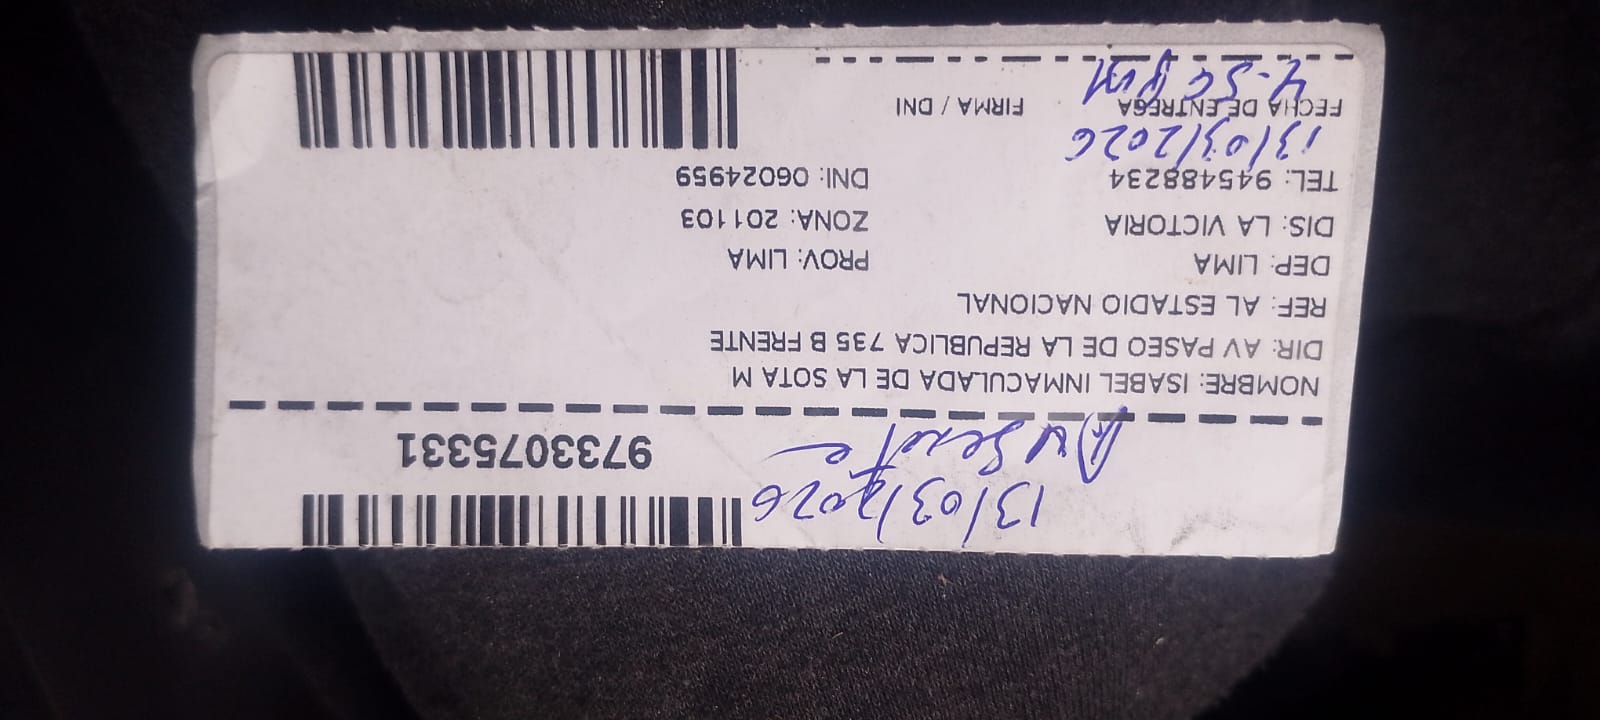 13/03/2026
Ausente
9733075331
NOMBRE: ISABEL INMACULADA DE LA SOTA M
DIR: AV PASEO DE LA REPUBLICA 735 B FRENTE
REF: AL ESTADIO NACIONAL
DEP: LIMA PROV: LIMA
DIS: LA VICTORIA ZONA: 201103
TEL: 945488234 DNI: 06024959
13/03/2026
FECHA DE ENTREGA FIRMA / DNI